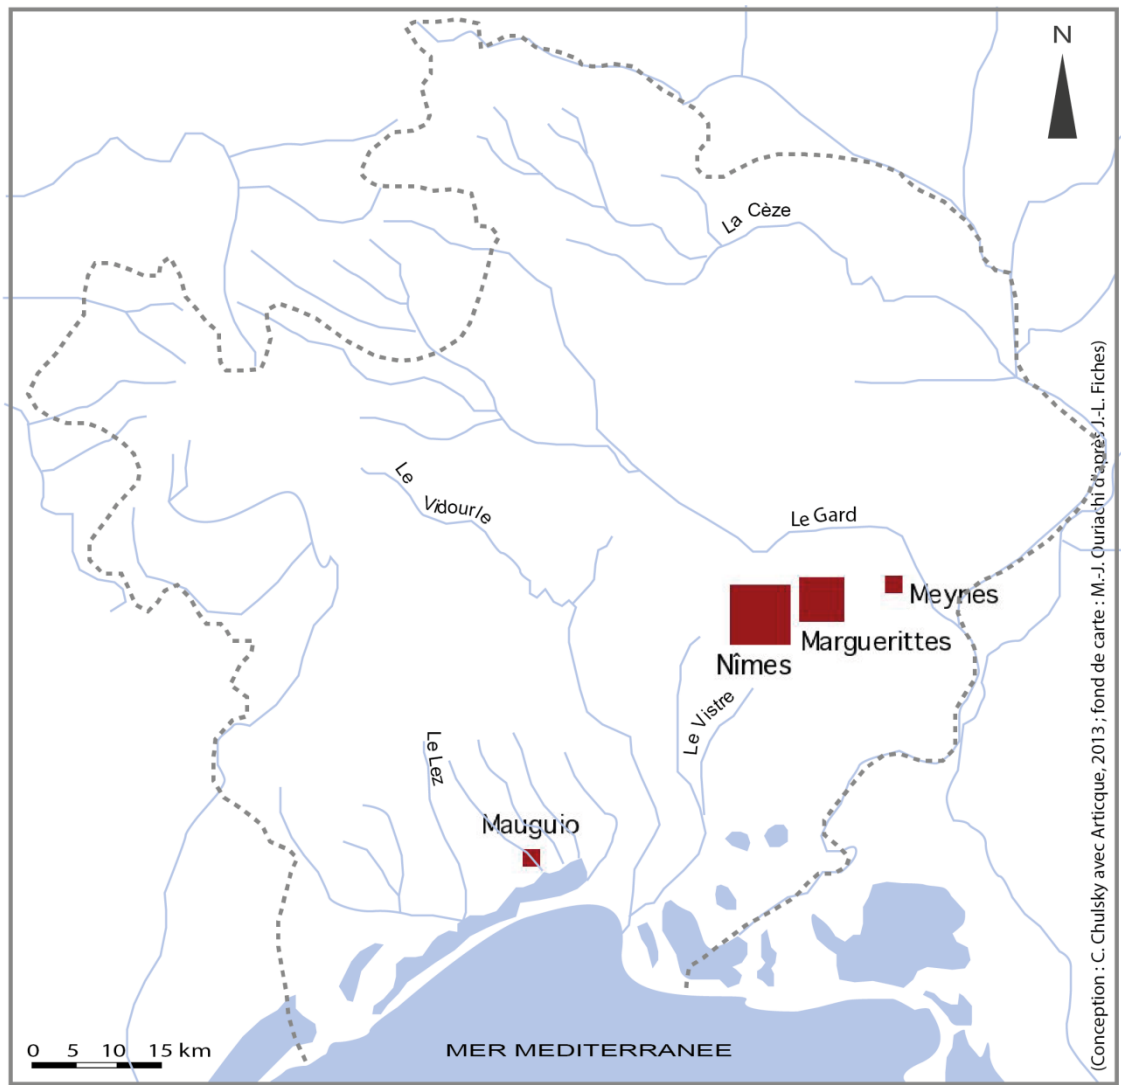 N
La Cèze
Le
Vidourle
Le Gard
Meynes
Marguerittes
Nîmes
Le Vistre
Le Lez
Mauguio
0 5 10 15 km
MER MEDITERRANEE
(Conception : C. Chulsky avec Articque, 2013 ; fond de carte : M.-J. Ouriachi d'après J.-L. Fiches)